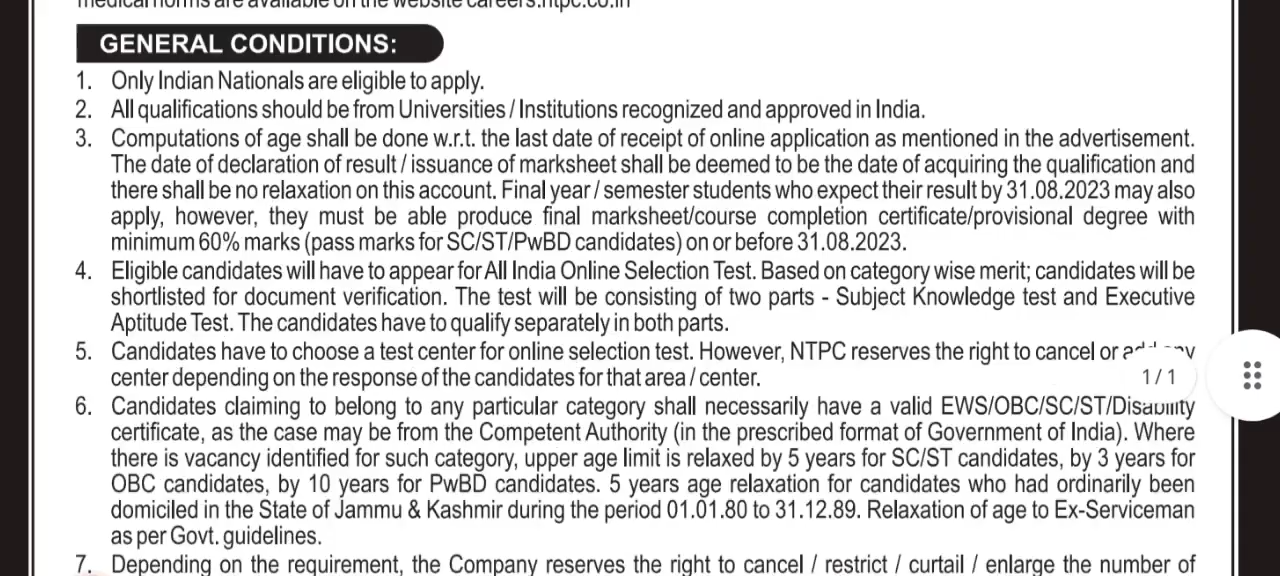 medical norms are available on the website careers.ntpc.co.in
GENERAL CONDITIONS:
1. Only Indian Nationals are eligible to apply.
2. All qualifications should be from Universities / Institutions recognized and approved in India.
3. Computations of age shall be done w.r.t. the last date of receipt of online application as mentioned in the advertisement.
The date of declaration of result / issuance of marksheet shall be deemed to be the date of acquiring the qualification and
there shall be no relaxation on this account. Final year / semester students who expect their result by 31.08.2023 may also
apply, however, they must be able produce final marksheet/course completion certificate/provisional degree with
minimum 60% marks (pass marks for SC/ST/PwBD candidates) on or before 31.08.2023.
4. Eligible candidates will have to appear for All India Online Selection Test. Based on category wise merit; candidates will be
shortlisted for document verification. The test will be consisting of two parts - Subject Knowledge test and Executive
Aptitude Test. The candidates have to qualify separately in both parts.
5. Candidates have to choose a test center for online selection test. However, NTPC reserves the right to cancel or
center depending on the response of the candidates for that area / center.
1 / 1
6. Candidates claiming to belong to any particular category shall necessarily have a valid EWS/OBC/SC/ST/Disability
certificate, as the case may be from the Competent Authority (in the prescribed format of Government of India). Where
there is vacancy identified for such category, upper age limit is relaxed by 5 years for SC/ST candidates, by 3 years for
OBC candidates, by 10 years for PwBD candidates. 5 years age relaxation for candidates who had ordinarily been
domiciled in the State of Jammu & Kashmir during the period 01.01.80 to 31.12.89. Relaxation of age to Ex-Serviceman
as per Govt. guidelines.
7. Depending on the requirement, the Company reserves the right to cancel / restrict / curtail / enlarge the number of